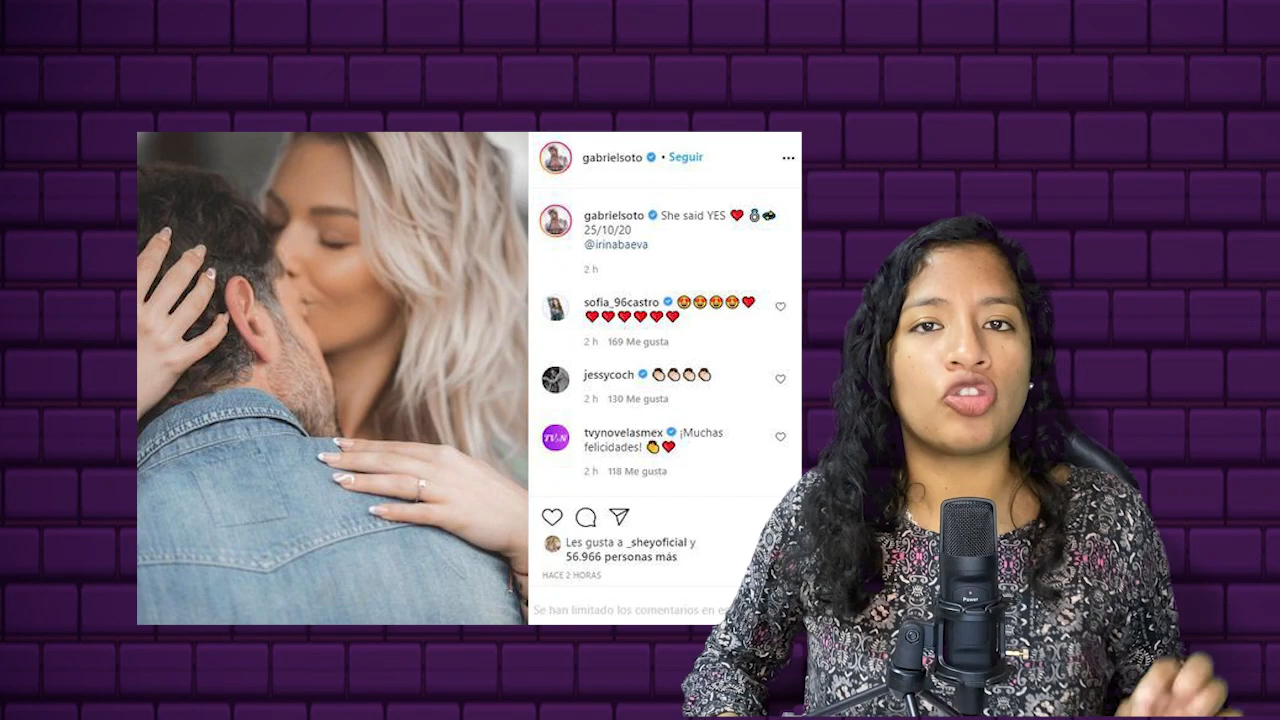 gabrielsoto • Seguir
gabrielsoto She said YES ❤️ 💍
25/10/20
@irinabaeva
2 h
sofia_96castro 😍😍😍😍❤️
❤️❤️❤️❤️❤️❤️
2 h 169 Me gusta
jessycoch 👏🏻👏🏻👏🏻👏🏻
2 h 130 Me gusta
TVyN
tvynovelasmex ¡Muchas
felicidades! 👏❤️
2 h 118 Me gusta
Les gusta a _sheyoficial y
56.966 personas más
HACE 2 HORAS
Se han limitado los comentarios en
Power